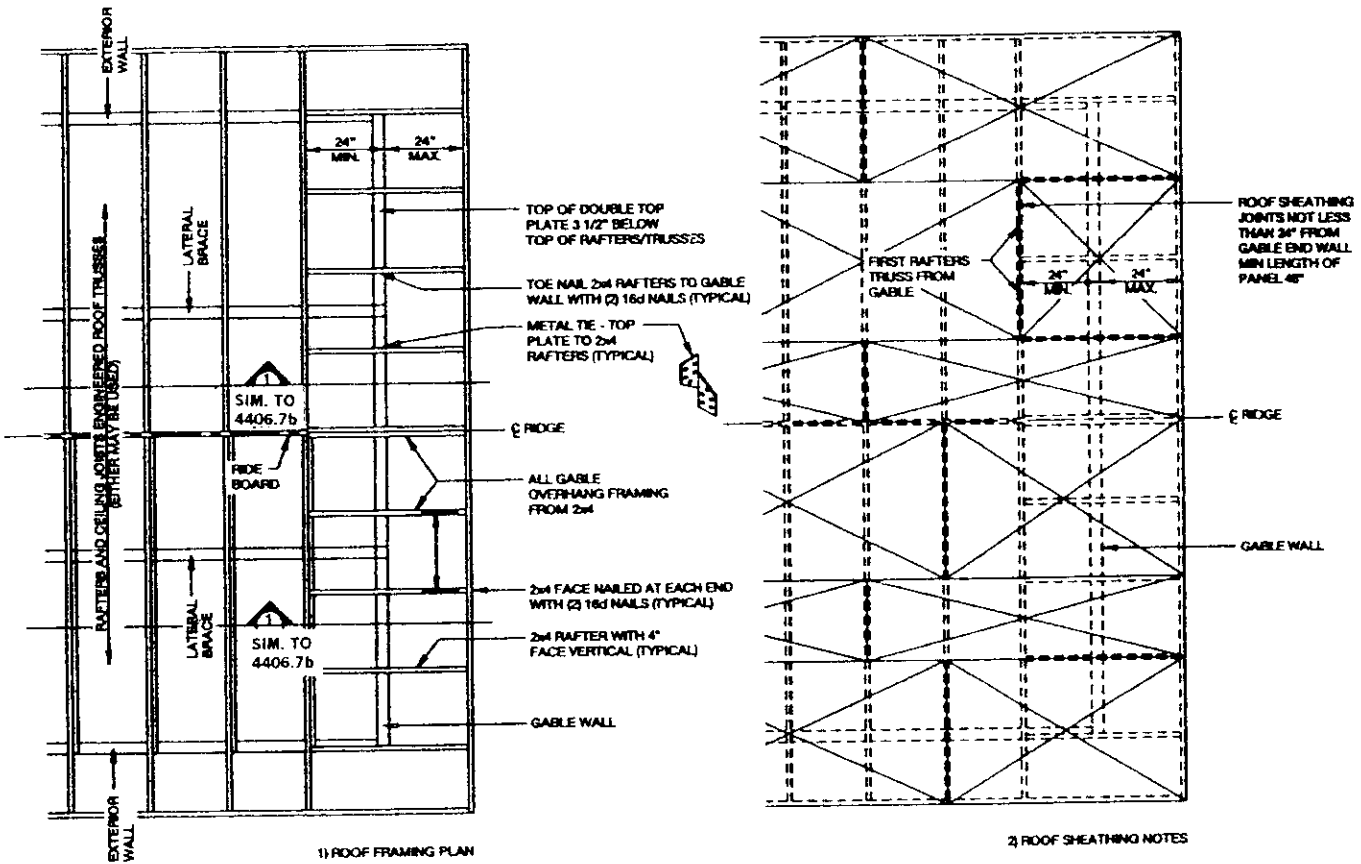 EXTERIOR
WALL
24"
MIN.
24"
MAX.
LATERAL
BRACE
RAFTERS AND CEILING JOISTS ENGINEERED ROOF TRUSSES
(EITHER MAY BE USED)
1
SIM. TO
4406.7b
RIDE
BOARD
LATERAL
BRACE
1
SIM. TO
4406.7b
EXTERIOR
WALL
TOP OF DOUBLE TOP
PLATE 3 1/2" BELOW
TOP OF RAFTERS/TRUSSES
TOE NAIL 2x4 RAFTERS TO GABLE
WALL WITH (2) 16d NAILS (TYPICAL)
METAL TIE - TOP
PLATE TO 2x4
RAFTERS (TYPICAL)
℄ RIDGE
ALL GABLE
OVERHANG FRAMING
FROM 2x4
2x4 FACE NAILED AT EACH END
WITH (2) 16d NAILS (TYPICAL)
2x4 RAFTER WITH 4"
FACE VERTICAL (TYPICAL)
GABLE WALL
1) ROOF FRAMING PLAN
FIRST RAFTERS
TRUSS FROM
GABLE
24"
MIN.
24"
MAX.
ROOF SHEATHING
JOINTS NOT LESS
THAN 24" FROM
GABLE END WALL
MIN LENGTH OF
PANEL 48"
℄ RIDGE
GABLE WALL
2) ROOF SHEATHING NOTES